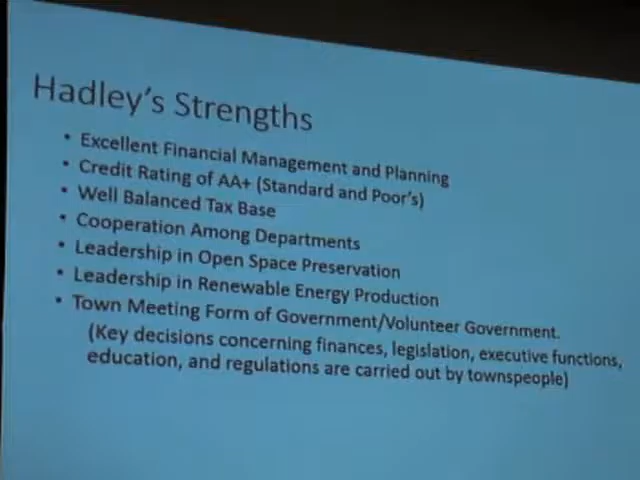 Hadley's Strengths
• Excellent Financial Management and Planning
• Credit Rating of AA+ (Standard and Poor's)
• Well Balanced Tax Base
• Cooperation Among Departments
• Leadership in Open Space Preservation
• Leadership in Renewable Energy Production
• Town Meeting Form of Government/Volunteer Government.
(Key decisions concerning finances, legislation, executive functions,
education, and regulations are carried out by townspeople)